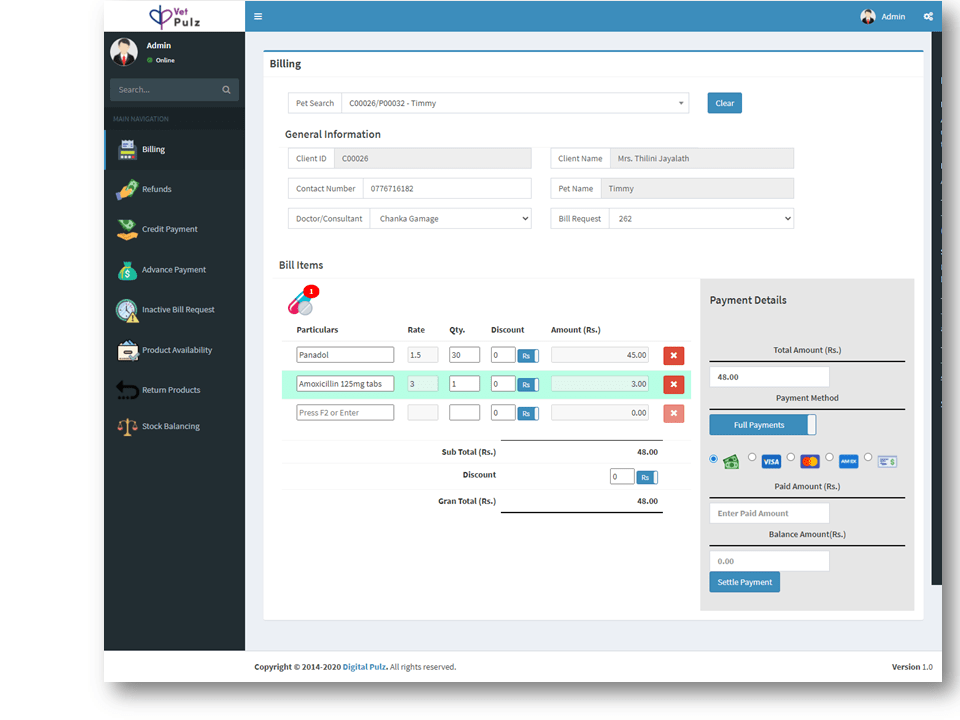 Vet
Pulz
Admin
Admin
Online
Search...
MAIN NAVIGATION
Billing
Refunds
Credit Payment
Advance Payment
Inactive Bill Request
Product Availability
Return Products
Stock Balancing
Billing
Pet Search C00026/P00032 - Timmy Clear
General Information
Client ID C00026 Client Name Mrs. Thilini Jayalath
Contact Number 0776716182 Pet Name Timmy
Doctor/Consultant Chanka Gamage Bill Request 262
Bill Items
1
Particulars Rate Qty. Discount Amount (Rs.)
Panadol 1.5 30 0 Rs 45.00
Amoxicillin 125mg tabs 3 1 0 Rs 3.00
Press F2 or Enter 0 Rs 0.00
Sub Total (Rs.) 48.00
Discount 0 Rs
Gran Total (Rs.) 48.00
Payment Details
Total Amount (Rs.)
48.00
Payment Method
Full Payments
VISA AM EX
Paid Amount (Rs.)
Enter Paid Amount
Balance Amount(Rs.)
0.00
Settle Payment
Copyright © 2014-2020 Digital Pulz. All rights reserved. Version 1.0